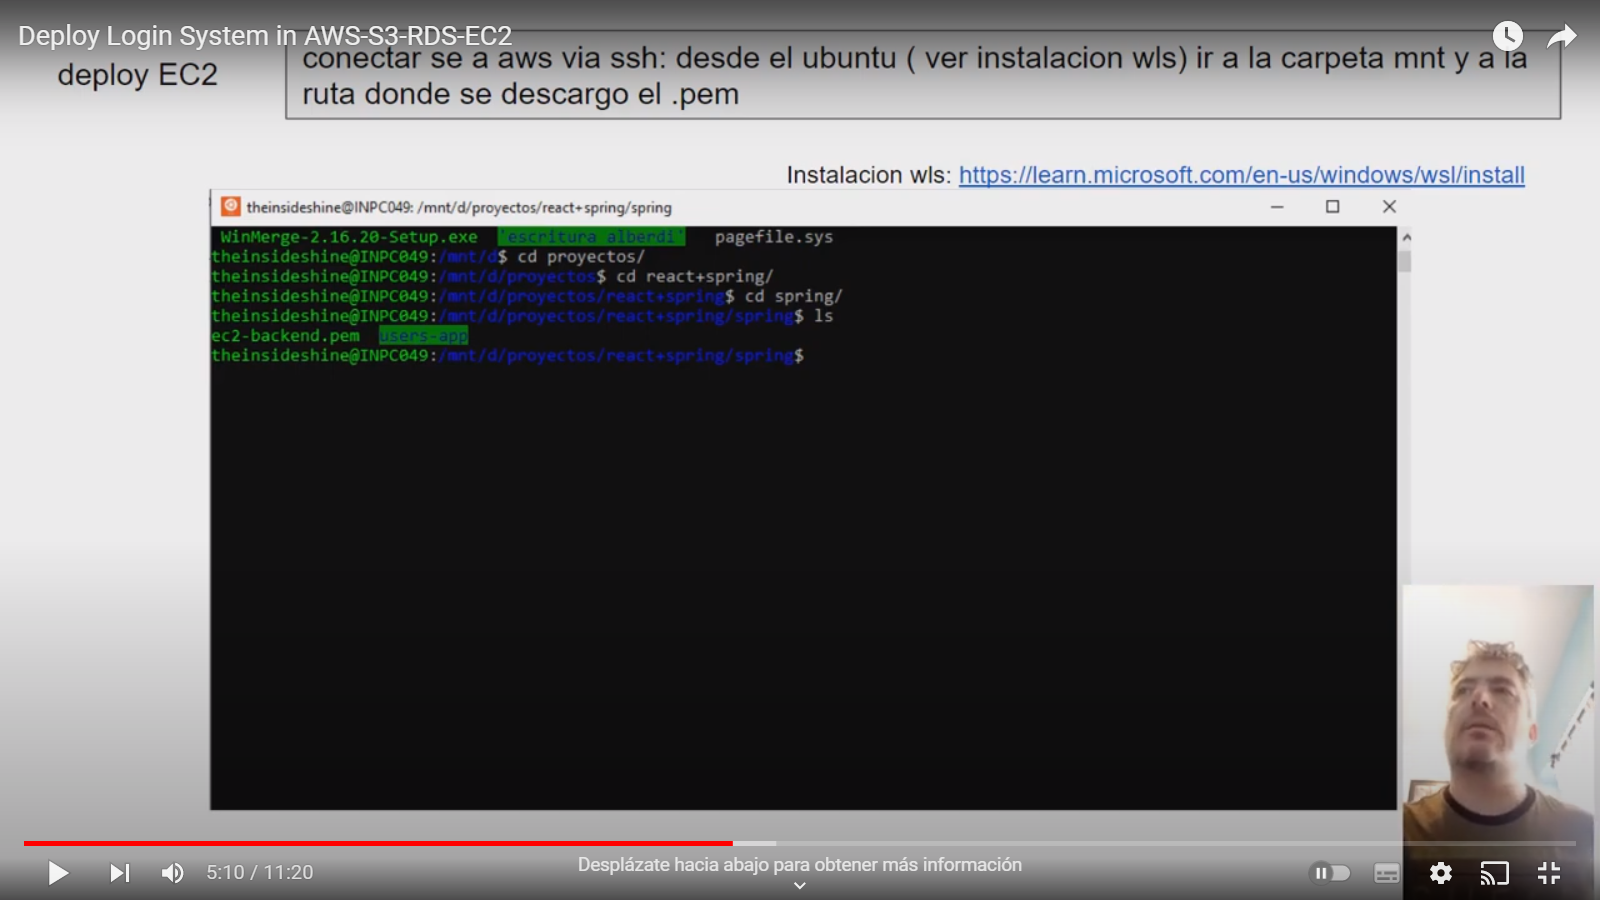 Deploy Login System in AWS-S3-RDS-EC2
deploy EC2
conectar se a aws via ssh: desde el ubuntu ( ver instalacion wls) ir a la carpeta mnt y a la
ruta donde se descargo el .pem
Instalacion wls: https://learn.microsoft.com/en-us/windows/wsl/install
theinsideshine@INPC049: /mnt/d/proyectos/react+spring/spring
WinMerge-2.16.20-Setup.exe 'escritura alberdi' pagefile.sys
theinsideshine@INPC049:/mnt/d$ cd proyectos/
theinsideshine@INPC049:/mnt/d/proyectos$ cd react+spring/
theinsideshine@INPC049:/mnt/d/proyectos/react+spring$ cd spring/
theinsideshine@INPC049:/mnt/d/proyectos/react+spring/spring$ ls
ec2-backend.pem users-app
theinsideshine@INPC049:/mnt/d/proyectos/react+spring/spring$
5:10 / 11:20
Desplázate hacia abajo para obtener más información